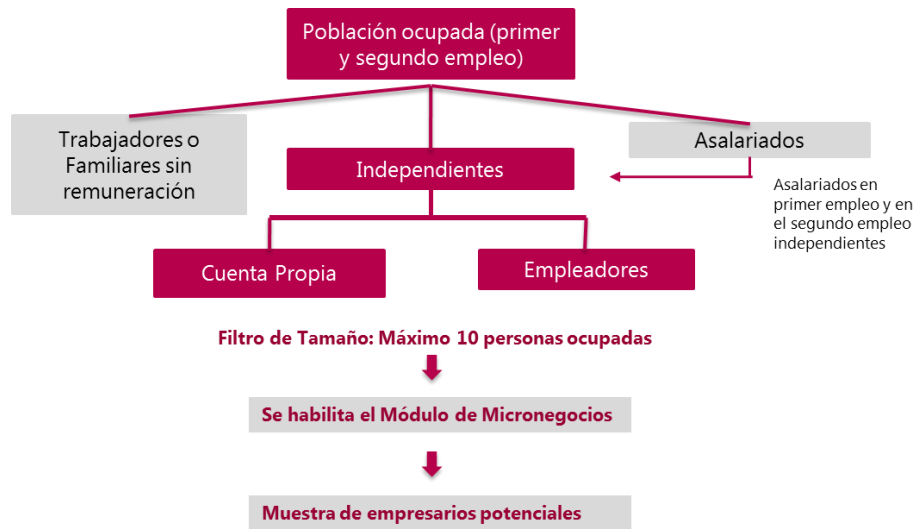 Población ocupada (primer
y segundo empleo)
Trabajadores o
Familiares sin
remuneración
Independientes
Asalariados
Asalariados en
primer empleo y en
el segundo empleo
independientes
Cuenta Propia
Empleadores
Filtro de Tamaño: Máximo 10 personas ocupadas
Se habilita el Módulo de Micronegocios
Muestra de empresarios potenciales